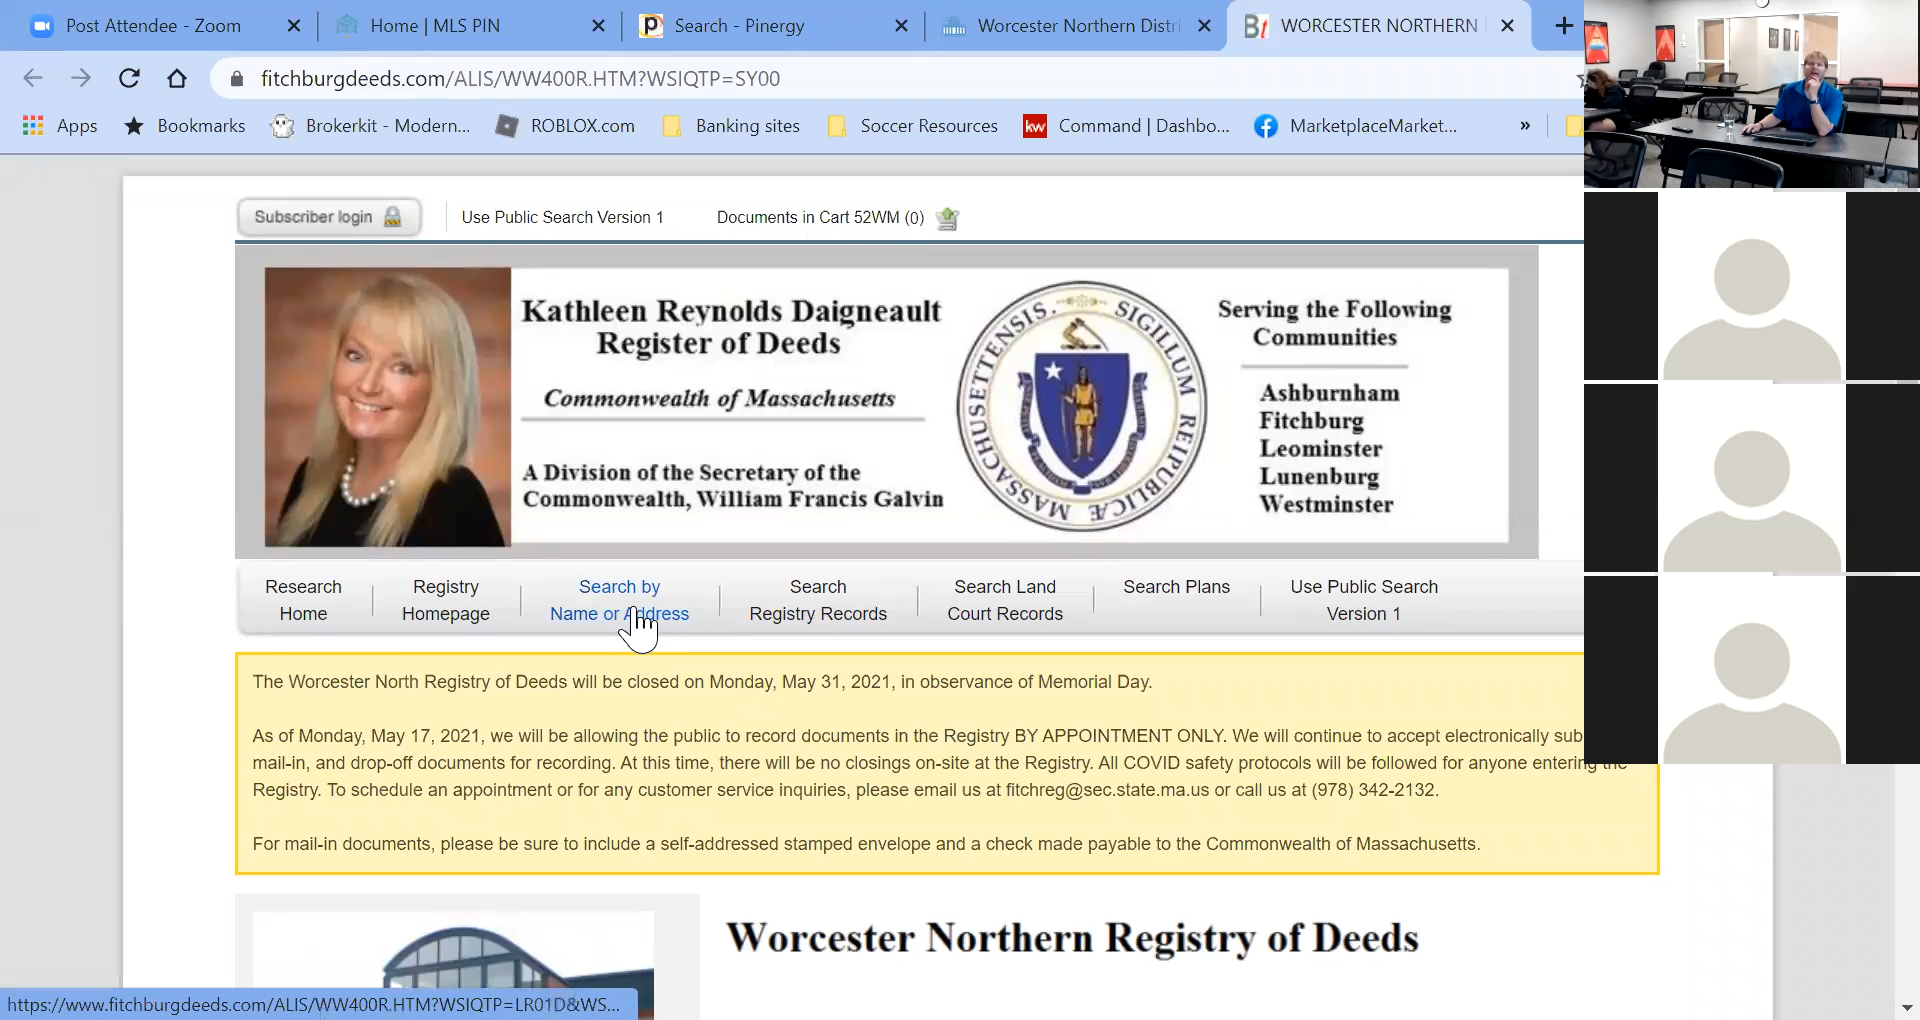 Post Attendee - Zoom
Home | MLS PIN
Search - Pinergy
Worcester Northern Distri
WORCESTER NORTHERN
fitchburgdeeds.com/ALIS/WW400R.HTM?WSIQTP=SY00
Apps
Bookmarks
Brokerkit - Modern...
ROBLOX.com
Banking sites
Soccer Resources
kw
Command | Dashbo...
MarketplaceMarket...
»
Subscriber login
Use Public Search Version 1
Documents in Cart 52WM (0)
Kathleen Reynolds Daigneault
Register of Deeds
Commonwealth of Massachusetts
A Division of the Secretary of the
Commonwealth, William Francis Galvin
SIGILLUM REIPUBLICÆ MASSACHUSETTENSIS.
Serving the Following
Communities
Ashburnham
Fitchburg
Leominster
Lunenburg
Westminster
Research
Home
Registry
Homepage
Search by
Name or Address
Search
Registry Records
Search Land
Court Records
Search Plans
Use Public Search
Version 1
The Worcester North Registry of Deeds will be closed on Monday, May 31, 2021, in observance of Memorial Day.
As of Monday, May 17, 2021, we will be allowing the public to record documents in the Registry BY APPOINTMENT ONLY. We will continue to accept electronically sub
mail-in, and drop-off documents for recording. At this time, there will be no closings on-site at the Registry. All COVID safety protocols will be followed for anyone entering the
Registry. To schedule an appointment or for any customer service inquiries, please email us at fitchreg@sec.state.ma.us or call us at (978) 342-2132.
For mail-in documents, please be sure to include a self-addressed stamped envelope and a check made payable to the Commonwealth of Massachusetts.
Worcester Northern Registry of Deeds
https://www.fitchburgdeeds.com/ALIS/WW400R.HTM?WSIQTP=LR01D&WS...